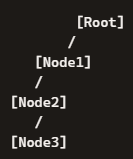 [Root]
/
[Node1]
/
[Node2]
/
[Node3]